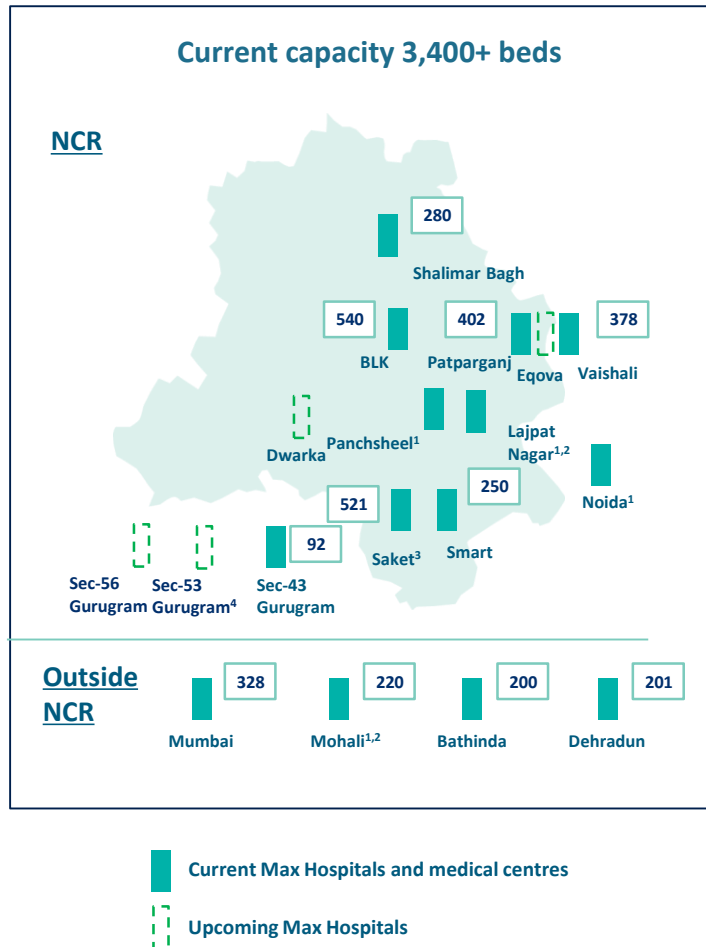 Current capacity 3,400+ beds
NCR
280
Shalimar Bagh
540
BLK
402
Patparganj
Eqova
378
Vaishali
Dwarka
Panchsheel¹
Lajpat
Nagar¹,²
Noida¹
521
Saket³
250
Smart
92
Sec-56
Gurugram
Sec-53
Gurugram⁴
Sec-43
Gurugram
Outside
NCR
328
Mumbai
220
Mohali¹,²
200
Bathinda
201
Dehradun
Current Max Hospitals and medical centres
Upcoming Max Hospitals